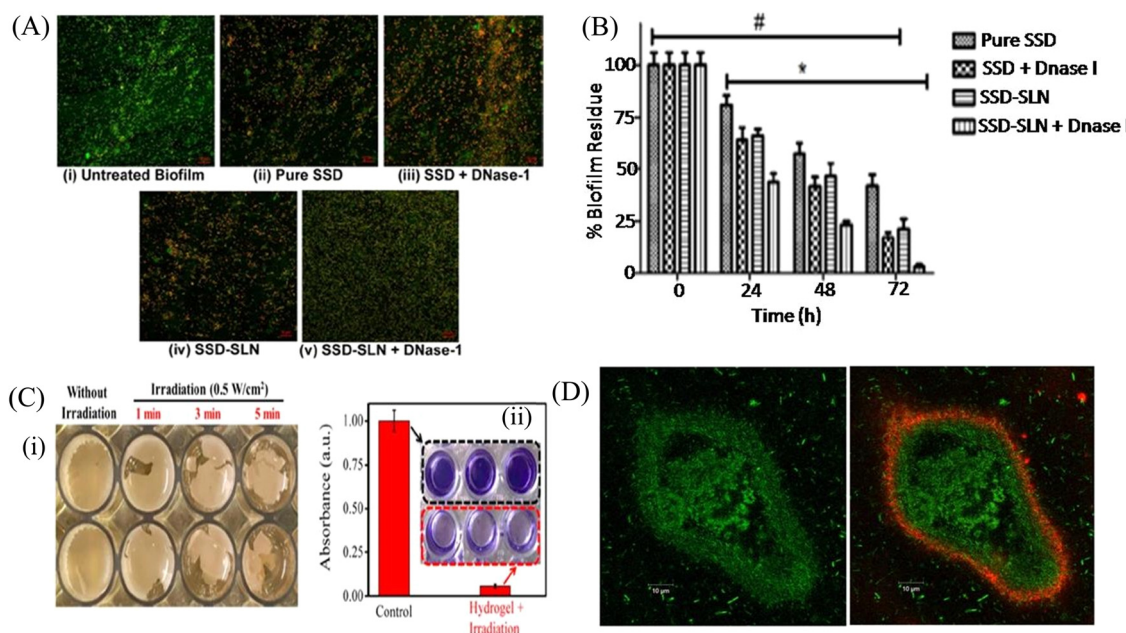 (A)
(i) Untreated Biofilm
(ii) Pure SSD
(iii) SSD + DNase-1
(iv) SSD-SLN
(v) SSD-SLN + DNase-1
(B)
#
*
Pure SSD
SSD + Dnase I
SSD-SLN
SSD-SLN + Dnase
100
75
50
25
0
% Biofilm Residue
0 24 48 72
Time (h)
(C)
Without
Irradiation
Irradiation (0.5 W/cm²)
1 min 3 min 5 min
(i)
(ii)
1.00
0.75
0.50
0.25
0.00
Absorbance (a.u.)
Control
Hydrogel +
Irradiation
(D)
10 µm
10 µm